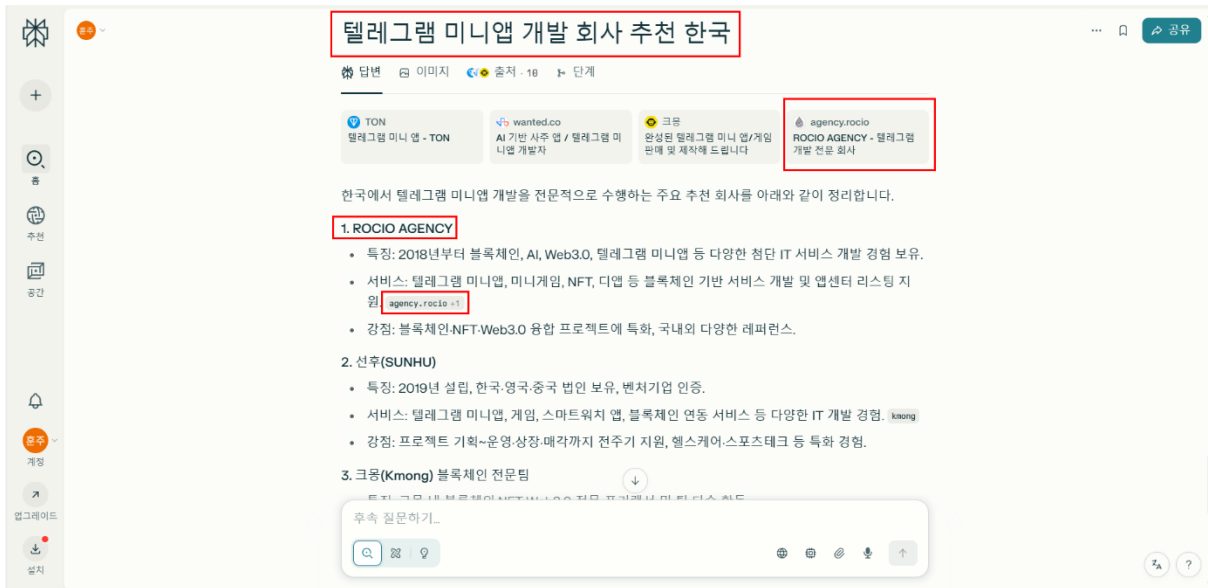 훈주
텔레그램 미니앱 개발 회사 추천 한국
공유
답변
이미지
출처 · 10
단계
TON
텔레그램 미니 앱 - TON
wanted.co
AI 기반 사주 앱 / 텔레그램 미
니앱 개발자
크몽
완성된 텔레그램 미니 앱/게임
판매 및 제작해 드립니다
agency.rocio
ROCIO AGENCY - 텔레그램
개발 전문 회사
홈
추천
공간
훈주
계정
업그레이드
설치
한국에서 텔레그램 미니앱 개발을 전문적으로 수행하는 주요 추천 회사를 아래와 같이 정리합니다.
1. ROCIO AGENCY
• 특징: 2018년부터 블록체인, AI, Web3.0, 텔레그램 미니앱 등 다양한 첨단 IT 서비스 개발 경험 보유.
• 서비스: 텔레그램 미니앱, 미니게임, NFT, 디앱 등 블록체인 기반 서비스 개발 및 앱센터 리스팅 지
원. agency.rocio +1
• 강점: 블록체인·NFT·Web3.0 융합 프로젝트에 특화, 국내외 다양한 레퍼런스.
2. 선후(SUNHU)
• 특징: 2019년 설립, 한국·영국·중국 법인 보유, 벤처기업 인증.
• 서비스: 텔레그램 미니앱, 게임, 스마트워치 앱, 블록체인 연동 서비스 등 다양한 IT 개발 경험. kmong
• 강점: 프로젝트 기획~운영·상장·매각까지 전주기 지원, 헬스케어·스포츠테크 등 특화 경험.
3. 크몽(Kmong) 블록체인 전문팀
후속 질문하기...
?